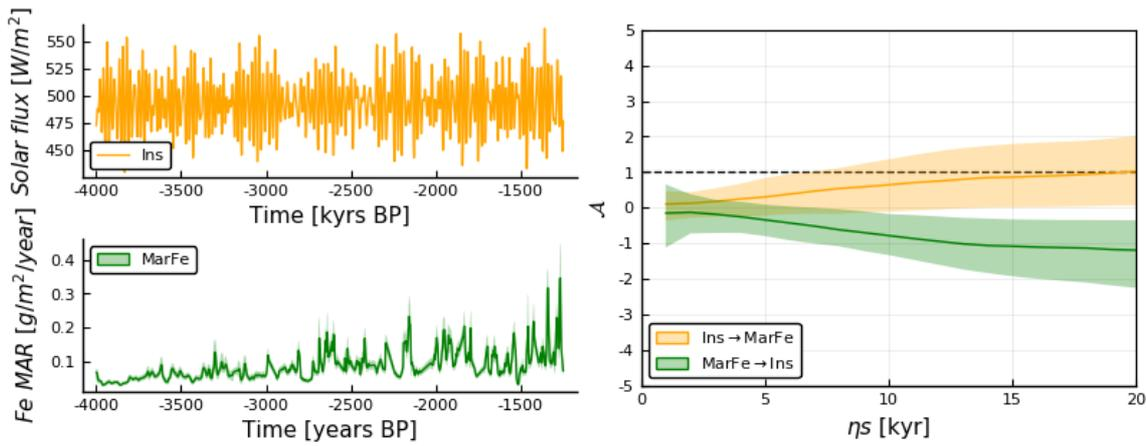 Solar flux [W/m²]
550
525
500
475
450
Ins
-4000 -3500 -3000 -2500 -2000 -1500
Time [kyrs BP]
Fe MAR [g/m²/year]
0.4
0.3
0.2
0.1
MarFe
-4000 -3500 -3000 -2500 -2000 -1500
Time [years BP]
𝒜
5
4
3
2
1
0
-1
-2
-3
-4
-5
Ins → MarFe
MarFe → Ins
0 5 10 15 20
ηs [kyr]